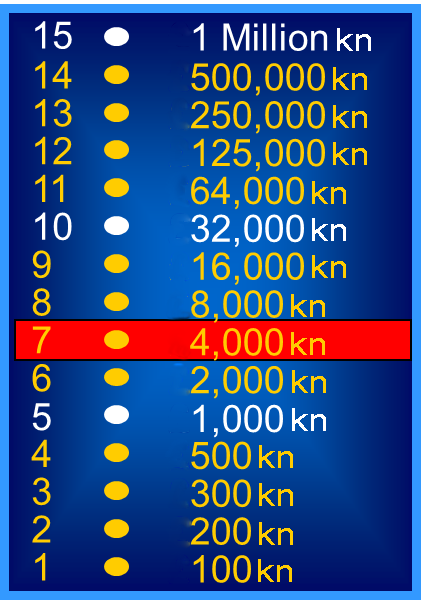 15 1 Million kn
14 500,000 kn
13 250,000 kn
12 125,000 kn
11 64,000 kn
10 32,000 kn
9 16,000 kn
8 8,000 kn
7 4,000 kn
6 2,000 kn
5 1,000 kn
4 500 kn
3 300 kn
2 200 kn
1 100 kn